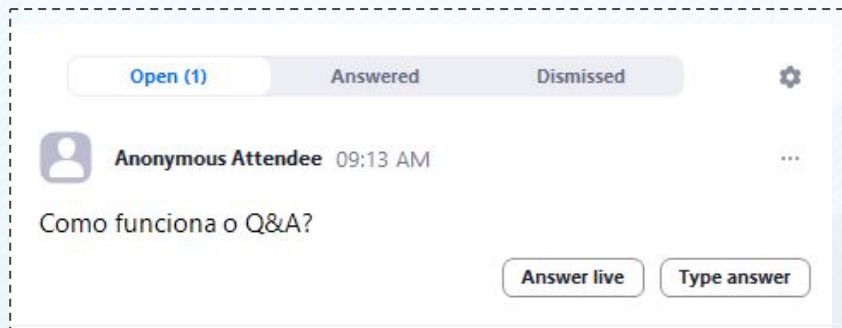 Open (1) Answered Dismissed
Anonymous Attendee 09:13 AM
Como funciona o Q&A?
Answer live Type answer